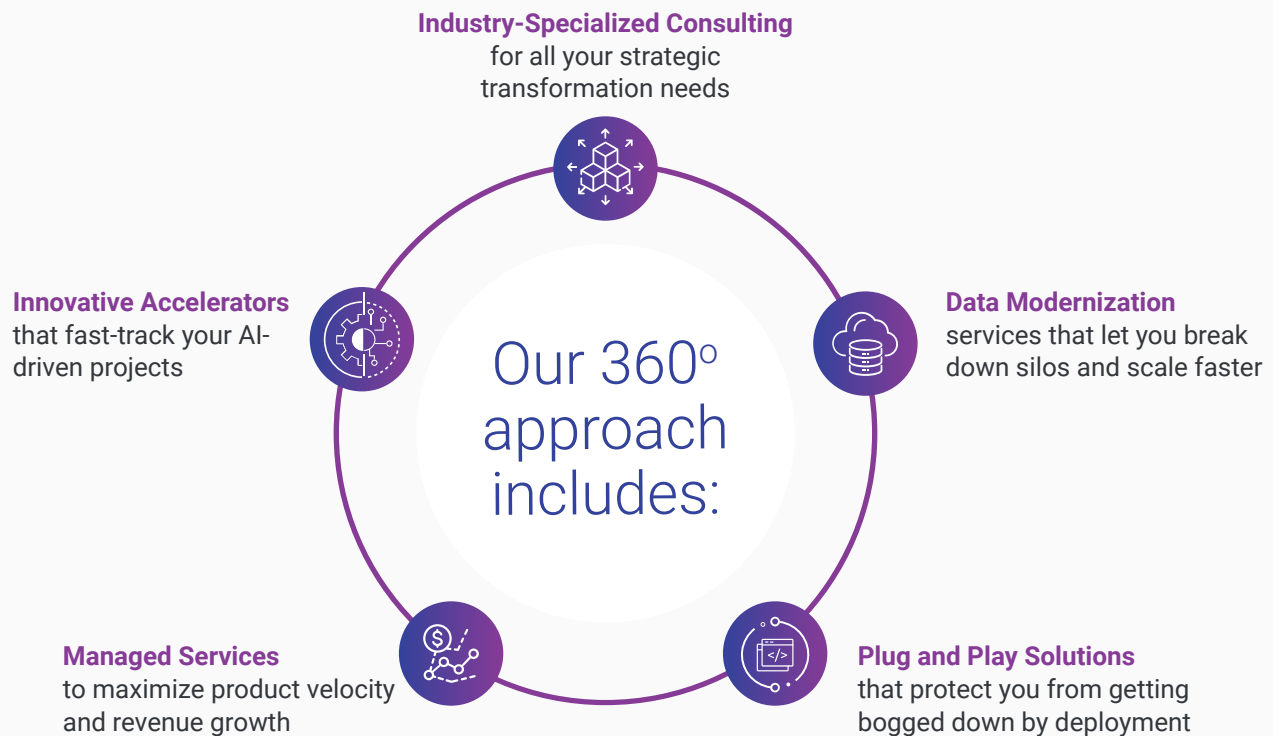 Industry-Specialized Consulting
for all your strategic
transformation needs
Innovative Accelerators
that fast-track your AI-
driven projects
Data Modernization
services that let you break
down silos and scale faster
Our 360º
approach
includes:
Managed Services
to maximize product velocity
and revenue growth
Plug and Play Solutions
that protect you from getting
bogged down by deployment
$
</>